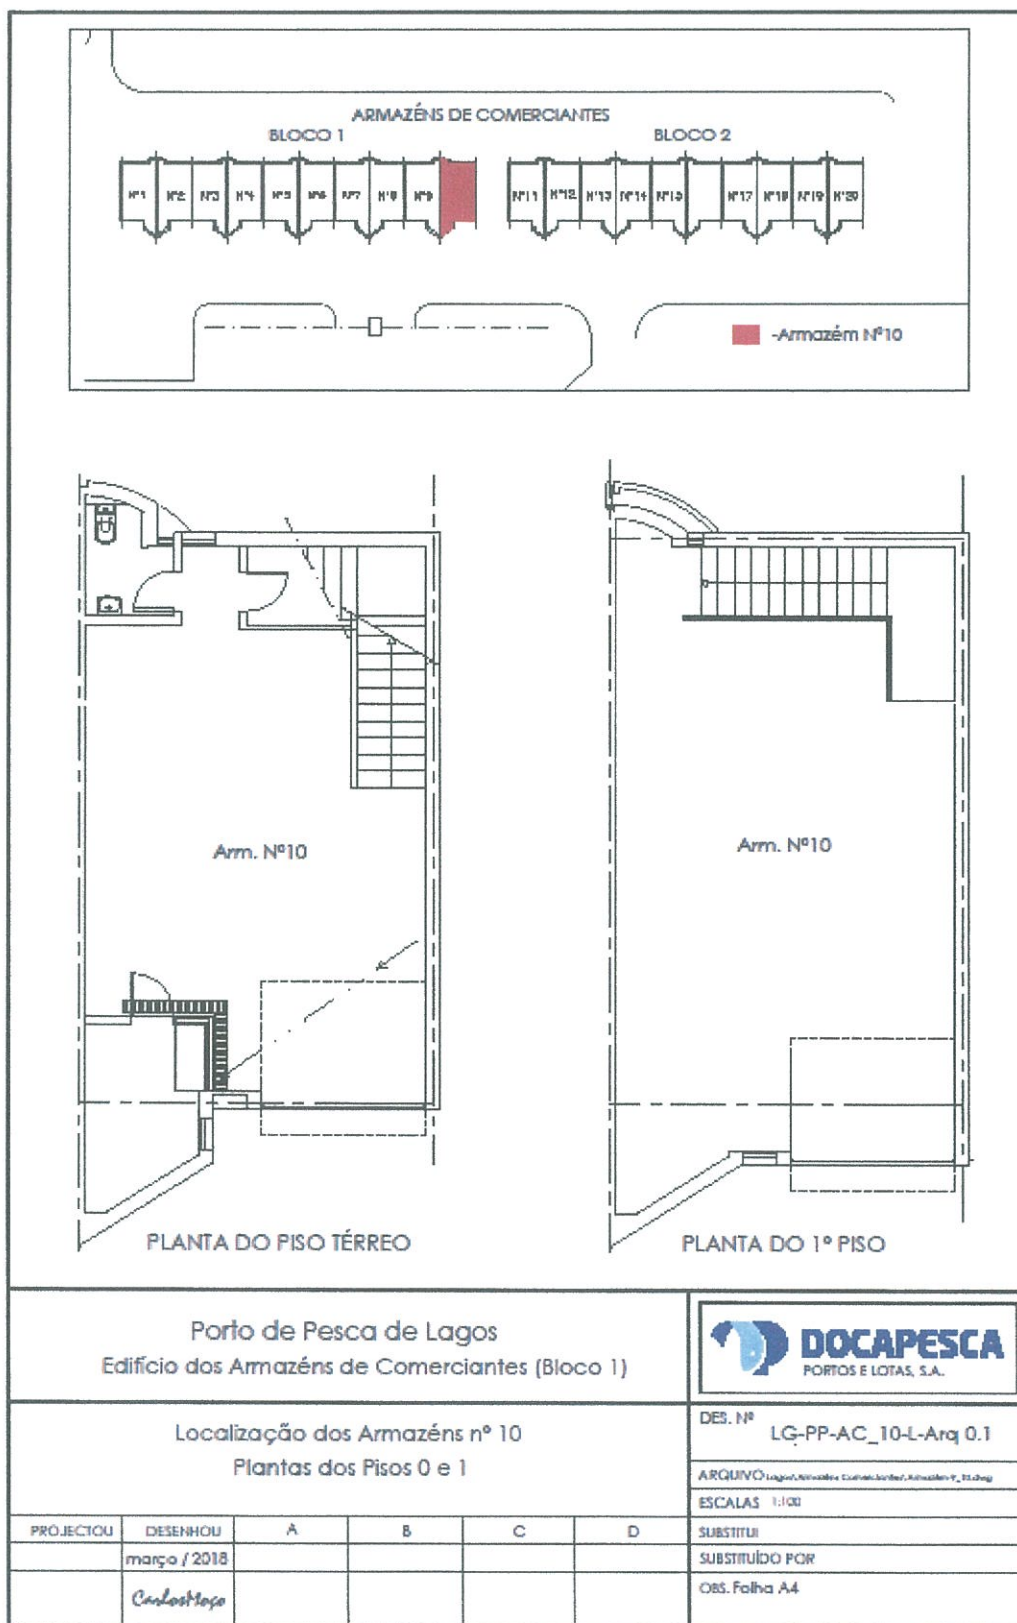 ARMAZÉNS DE COMERCIANTES
BLOCO 1
BLOCO 2
Nº1 Nº2 Nº3 Nº4 Nº5 Nº6 Nº7 Nº8 Nº9
Nº11 Nº12 Nº13 Nº14 Nº15 Nº17 Nº18 Nº19 Nº20
-Armazém Nº10
Arm. Nº10
Arm. Nº10
PLANTA DO PISO TÉRREO
PLANTA DO 1º PISO
Porto de Pesca de Lagos
Edifício dos Armazéns de Comerciantes (Bloco 1)
DOCAPESCA
PORTOS E LOTAS, S.A.
Localização dos Armazéns nº 10
Plantas dos Pisos 0 e 1
DES. Nº
LG-PP-AC_10-L-Arq 0.1
ARQUIVO
ESCALAS 1:100
PROJECTOU DESENHOU A B C D
março / 2018
CarlosMoço
SUBSTITUI
SUBSTITUÍDO POR
OBS. Folha A4